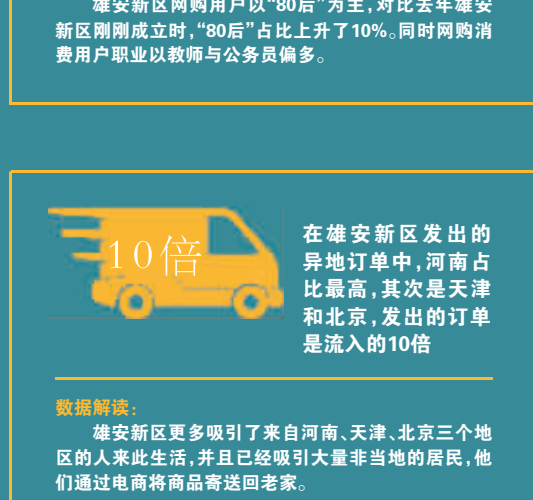 雄安新区网购用户以“80后”为主,对比去年雄安
新区刚刚成立时,“80后”占比上升了10%。同时网购消
费用户职业以教师与公务员偏多。
10倍
在雄安新区发出的
异地订单中,河南占
比最高,其次是天津
和北京,发出的订单
是流入的10倍
数据解读:
雄安新区更多吸引了来自河南、天津、北京三个地
区的人来此生活,并且已经吸引大量非当地的居民,他
们通过电商将商品寄送回老家。